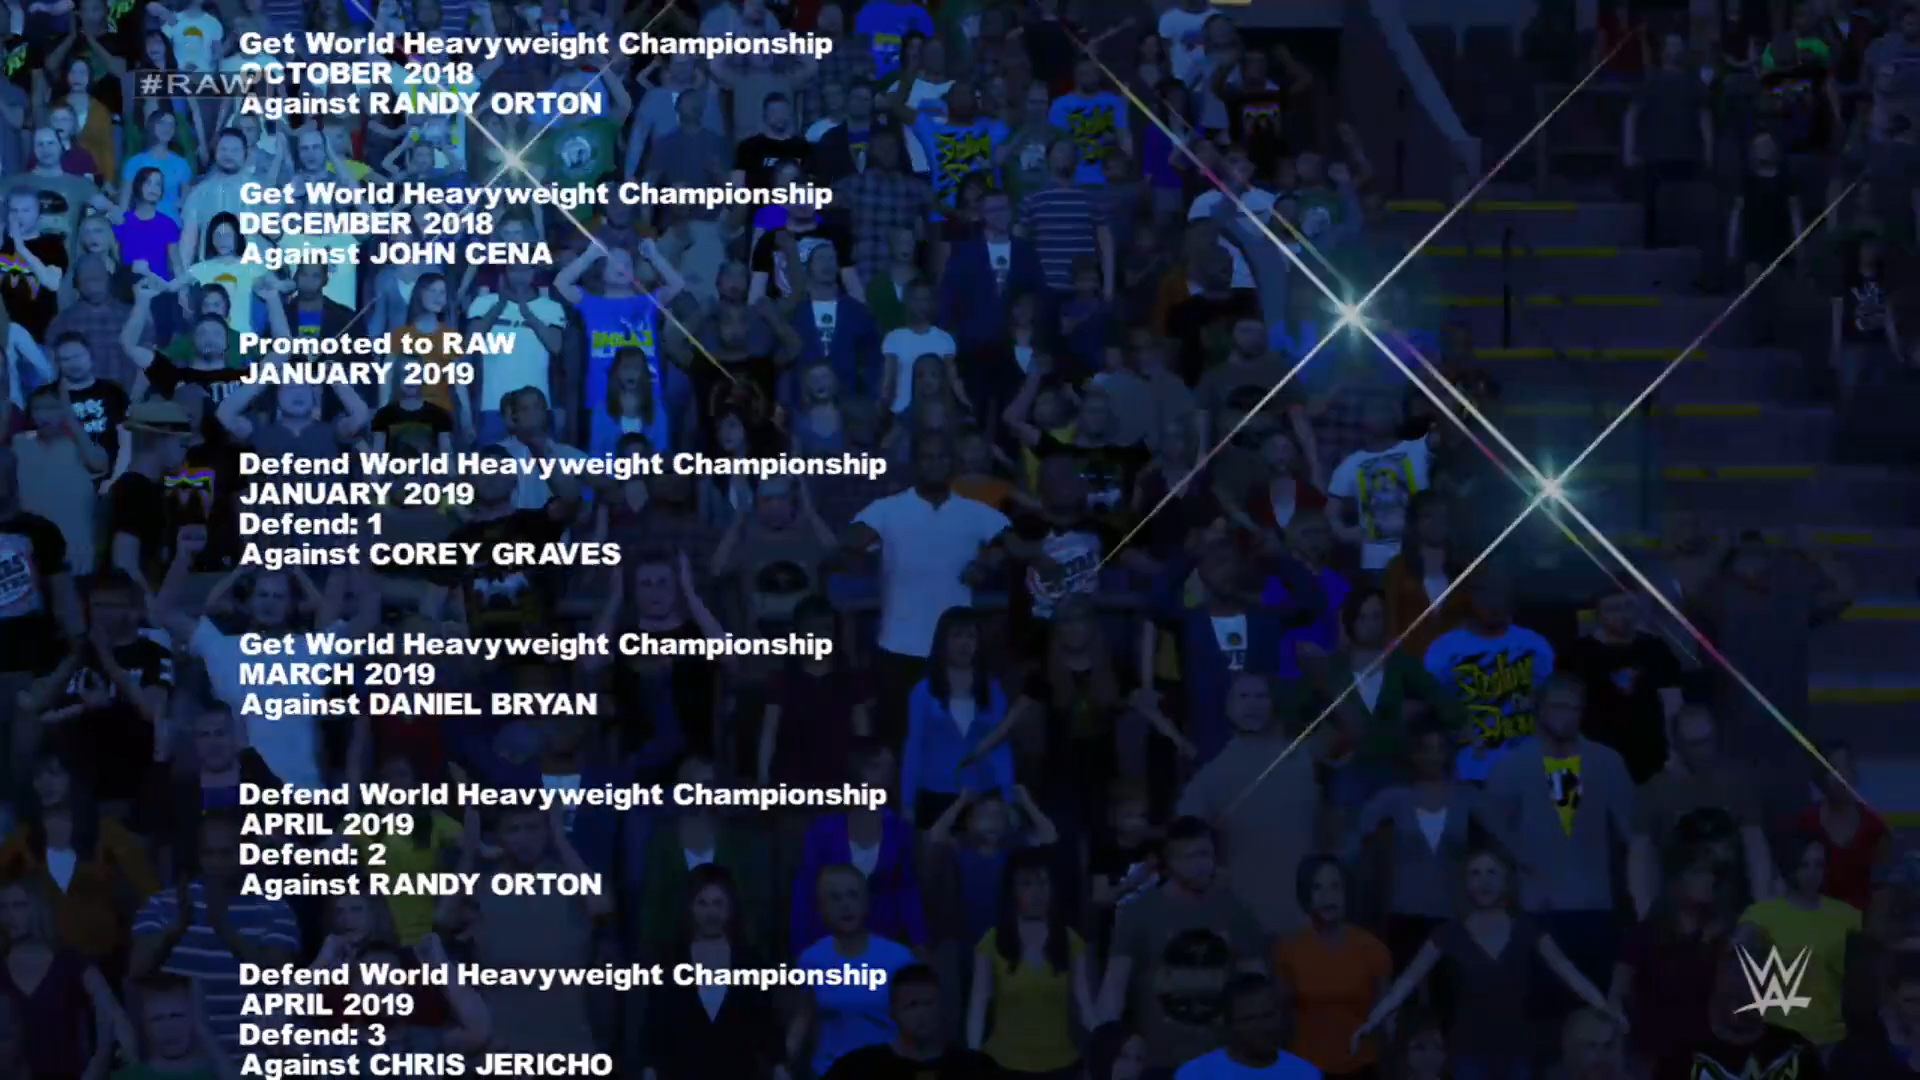 Get World Heavyweight Championship
#RAW
OCTOBER 2018
Against RANDY ORTON
Get World Heavyweight Championship
DECEMBER 2018
Against JOHN CENA
Promoted to RAW
JANUARY 2019
Defend World Heavyweight Championship
JANUARY 2019
Defend: 1
Against COREY GRAVES
Get World Heavyweight Championship
MARCH 2019
Against DANIEL BRYAN
Defend World Heavyweight Championship
APRIL 2019
Defend: 2
Against RANDY ORTON
Defend World Heavyweight Championship
APRIL 2019
Defend: 3
Against CHRIS JERICHO